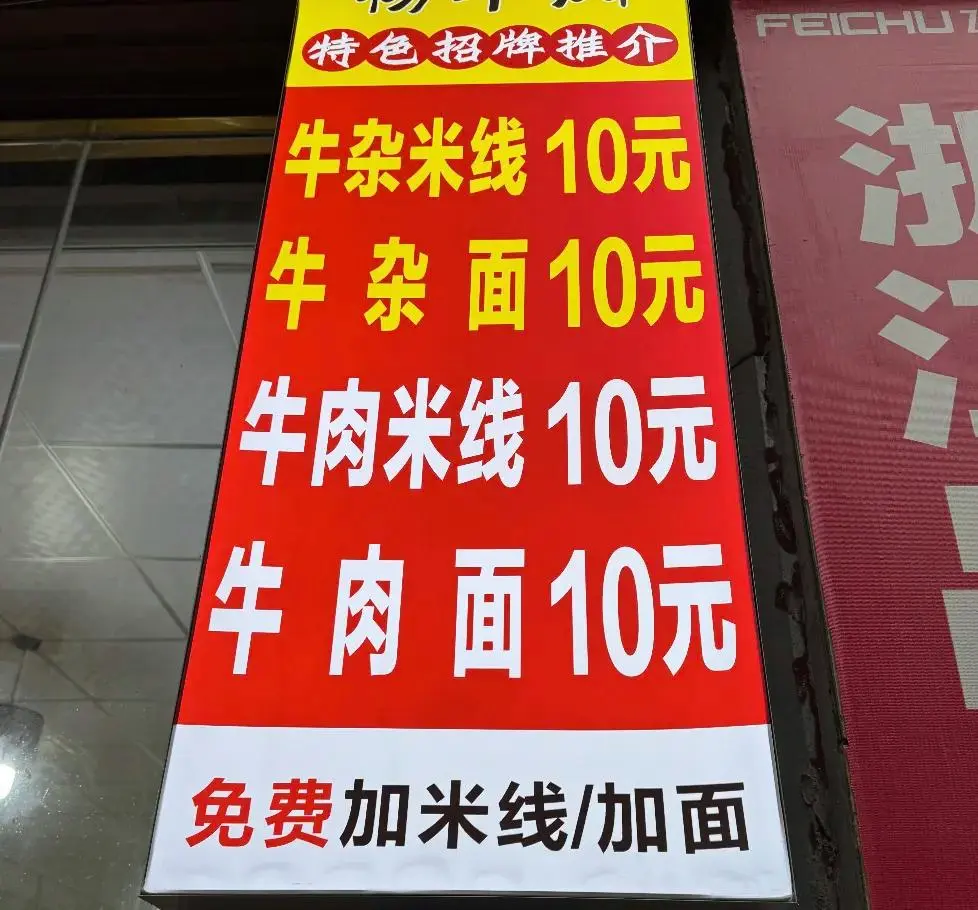 特色招牌推介
牛杂米线 10元
牛杂面 10元
牛肉米线 10元
牛肉面 10元
免费加米线/加面
FEICHU
浙